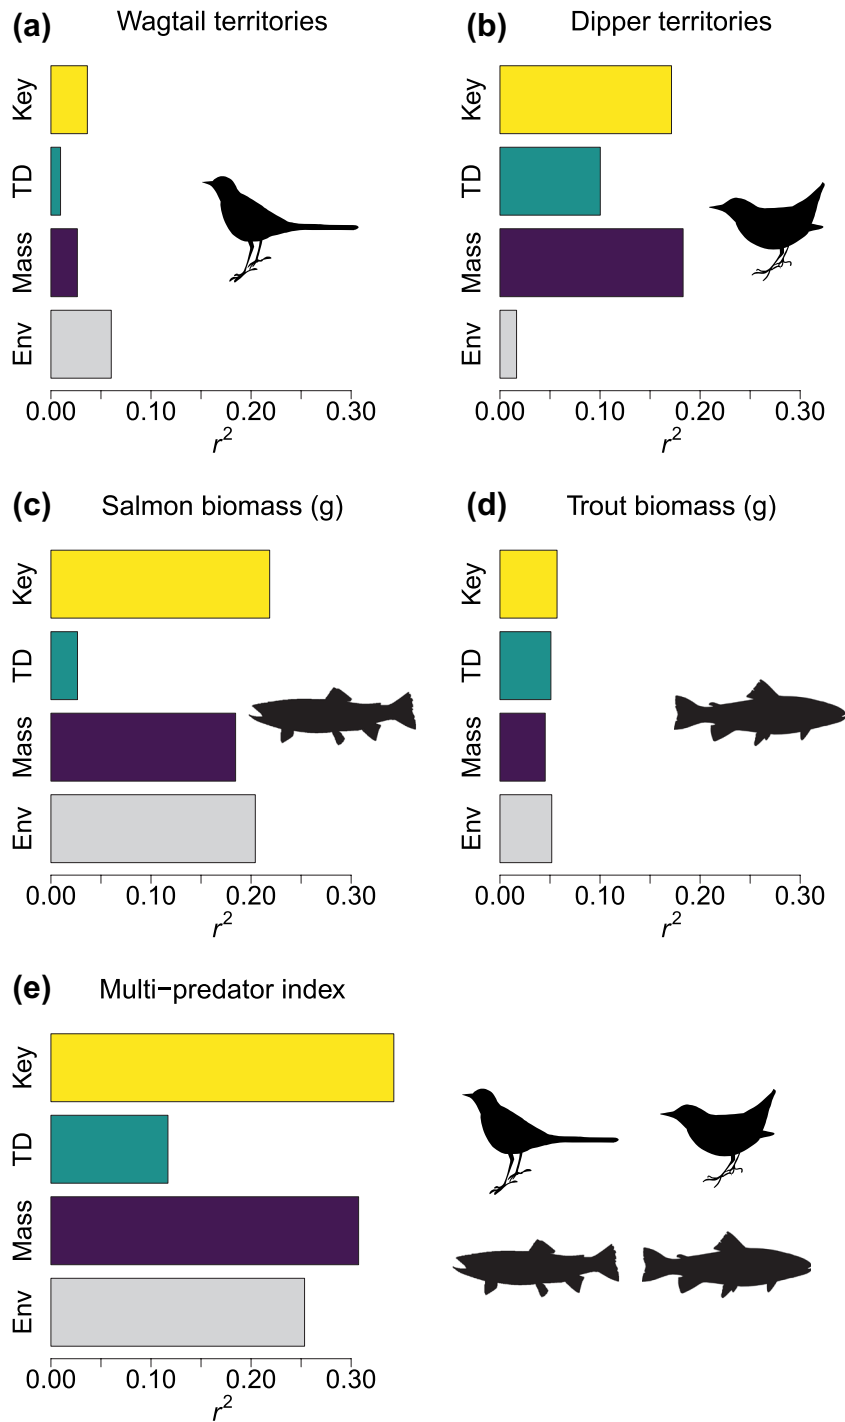 (a) Wagtail territories
Key
TD
Mass
Env
0.00 0.10 0.20 0.30
r²
(b) Dipper territories
Key
TD
Mass
Env
0.00 0.10 0.20 0.30
r²
(c) Salmon biomass (g)
Key
TD
Mass
Env
0.00 0.10 0.20 0.30
r²
(d) Trout biomass (g)
Key
TD
Mass
Env
0.00 0.10 0.20 0.30
r²
(e) Multi−predator index
Key
TD
Mass
Env
0.00 0.10 0.20 0.30
r²